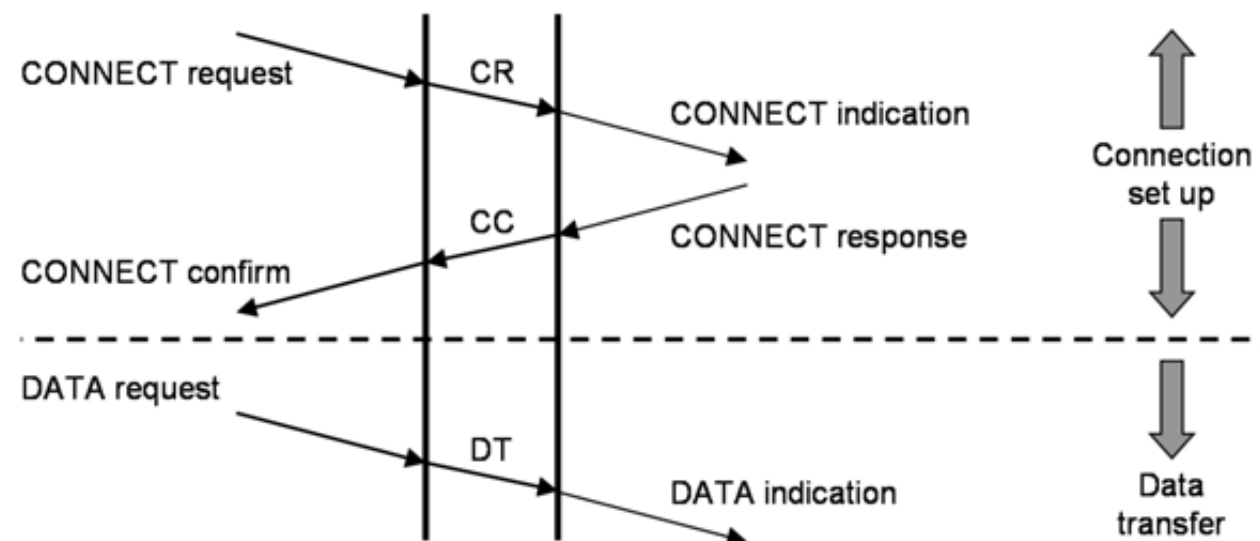 CONNECT request
CR
CONNECT indication
Connection
set up
CC
CONNECT response
CONNECT confirm
DATA request
DT
DATA indication
Data
transfer